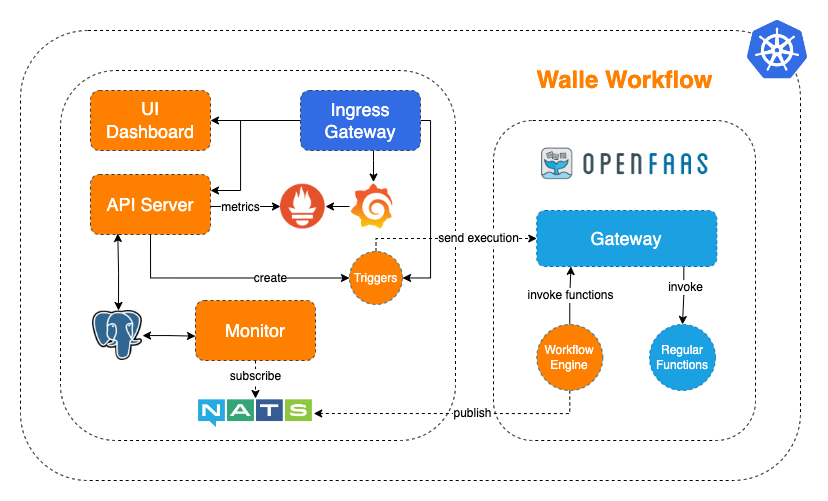 Walle Workflow
UI
Dashboard
Ingress
Gateway
OPENFAAS
API Server
metrics
send execution
Gateway
create
Triggers
invoke functions
invoke
Monitor
Workflow
Engine
Regular
Functions
subscribe
NATS
publish